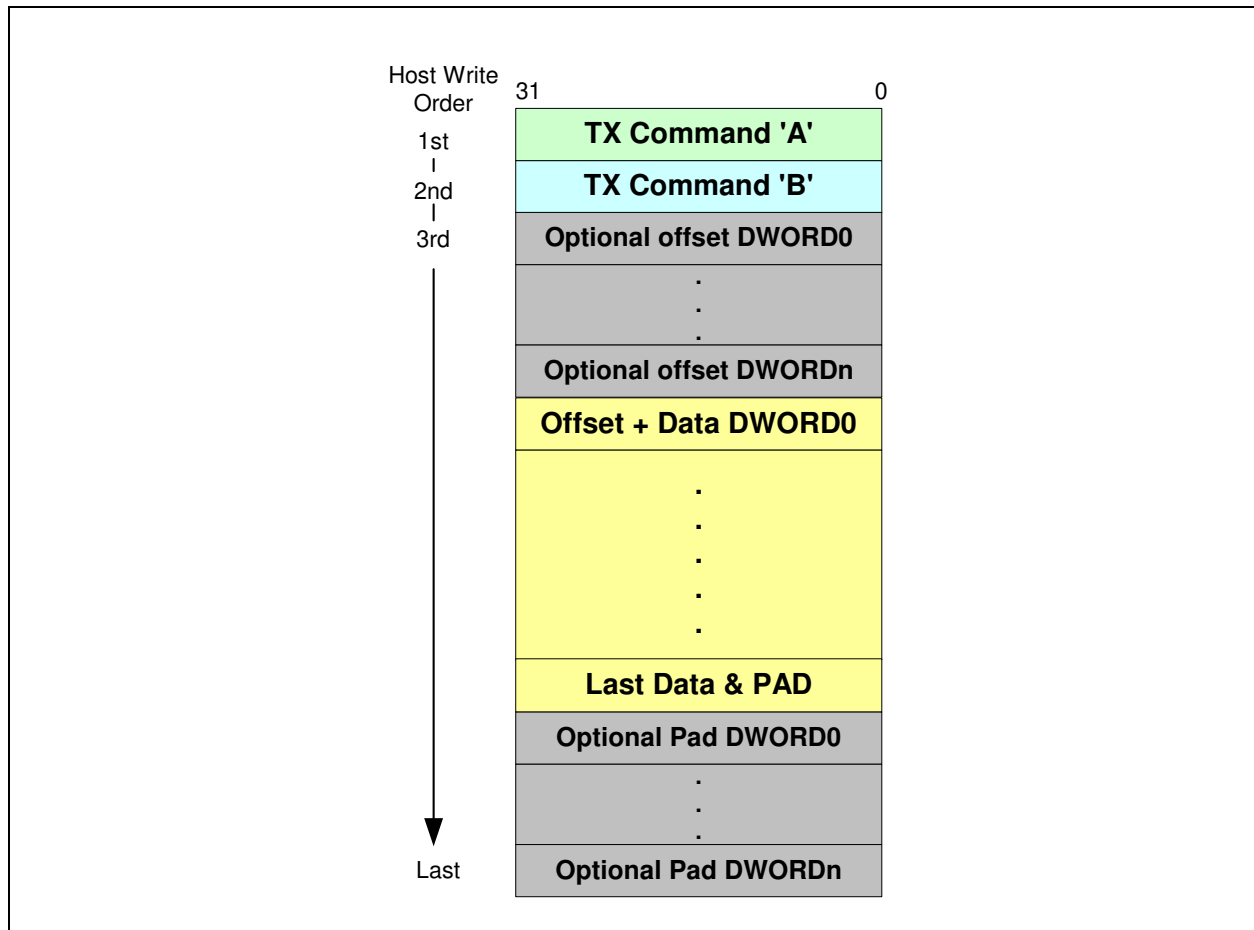 Host Write
Order
31
0
1st
TX Command 'A'
2nd
TX Command 'B'
3rd
Optional offset DWORD0
.
.
.
Optional offset DWORDn
Offset + Data DWORD0
.
.
.
.
.
Last Data & PAD
Optional Pad DWORD0
.
.
.
Last
Optional Pad DWORDn